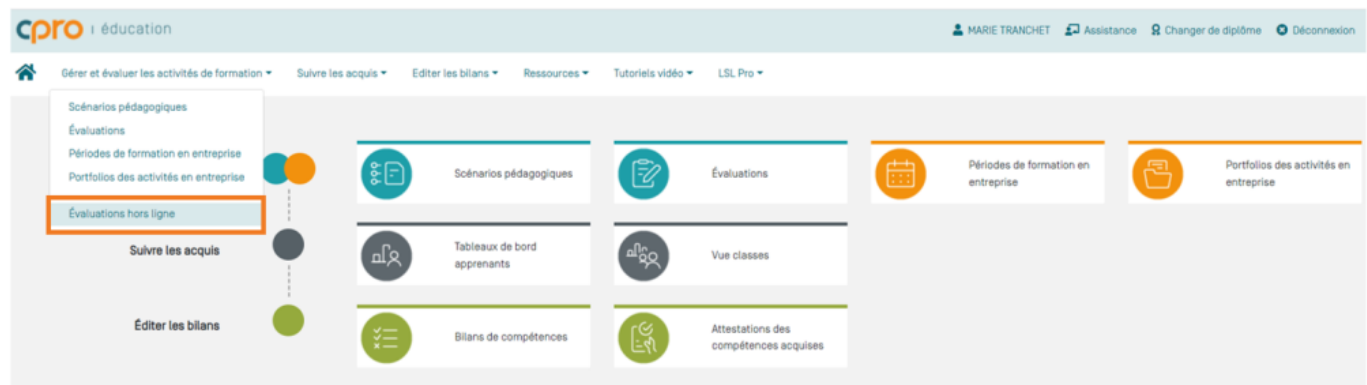 cpro | éducation
MARIE TRANCHET Assistance Changer de diplôme Déconnexion
Gérer et évaluer les activités de formation Suivre les acquis Editer les bilans Ressources Tutoriels vidéo LSL Pro
Scénarios pédagogiques
Évaluations
Périodes de formation en entreprise
Portfolios des activités en entreprise
Évaluations hors ligne
Scénarios pédagogiques
Évaluations
Périodes de formation en
entreprise
Portfolios des activités en
entreprise
Suivre les acquis
Tableaux de bord
apprenants
Vue classes
Éditer les bilans
Bilans de compétences
Attestations des
compétences acquises